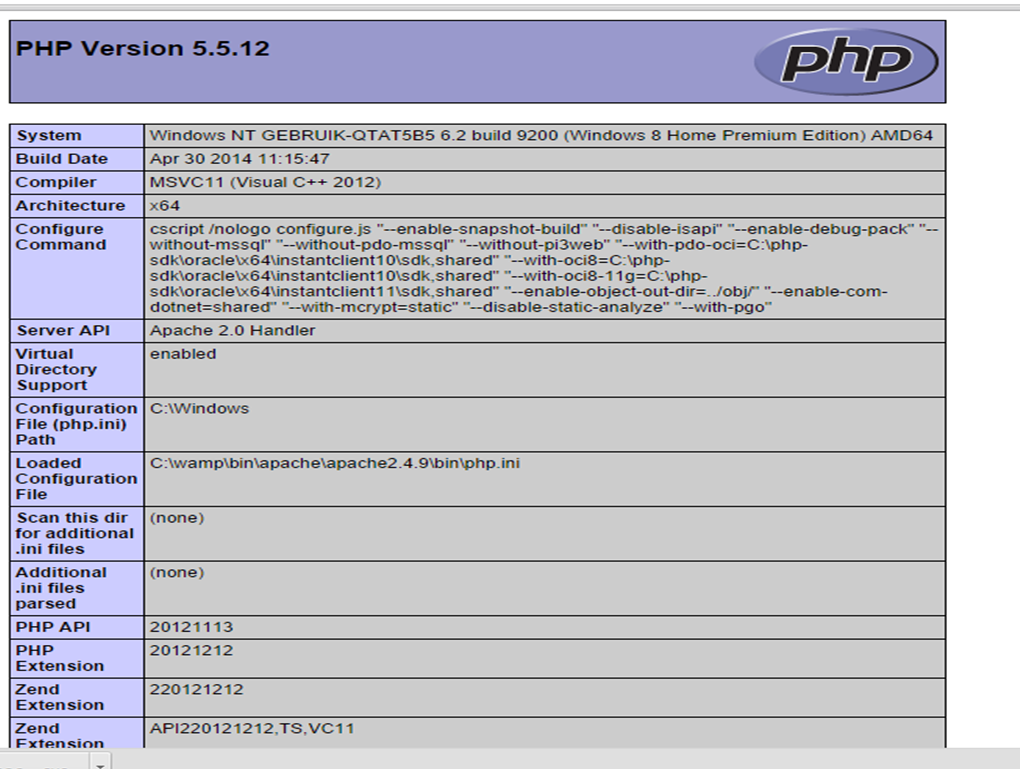 PHP Version 5.5.12
php
System Windows NT GEBRUIK-QTAT5B5 6.2 build 9200 (Windows 8 Home Premium Edition) AMD64
Build Date Apr 30 2014 11:15:47
Compiler MSVC11 (Visual C++ 2012)
Architecture x64
Configure Command
cscript /nologo configure.js "--enable-snapshot-build" "--disable-isapi" "--enable-debug-pack" "--
without-mssql" "--without-pdo-mssql" "--without-pi3web" "--with-pdo-oci=C:\php-
sdk\oracle\x64\instantclient10\sdk,shared" "--with-oci8=C:\php-
sdk\oracle\x64\instantclient10\sdk,shared" "--with-oci8-11g=C:\php-
sdk\oracle\x64\instantclient11\sdk,shared" "--enable-object-out-dir=../obj/" "--enable-com-
dotnet=shared" "--with-mcrypt=static" "--disable-static-analyze" "--with-pgo"
Server API Apache 2.0 Handler
Virtual
Directory
Support
enabled
Configuration
File (php.ini)
Path
C:\Windows
Loaded
Configuration
File
C:\wamp\bin\apache\apache2.4.9\bin\php.ini
Scan this dir
for additional
.ini files
(none)
Additional
.ini files
parsed
(none)
PHP API 20121113
PHP
Extension
20121212
Zend
Extension
220121212
Zend
Extension
API220121212,TS,VC11